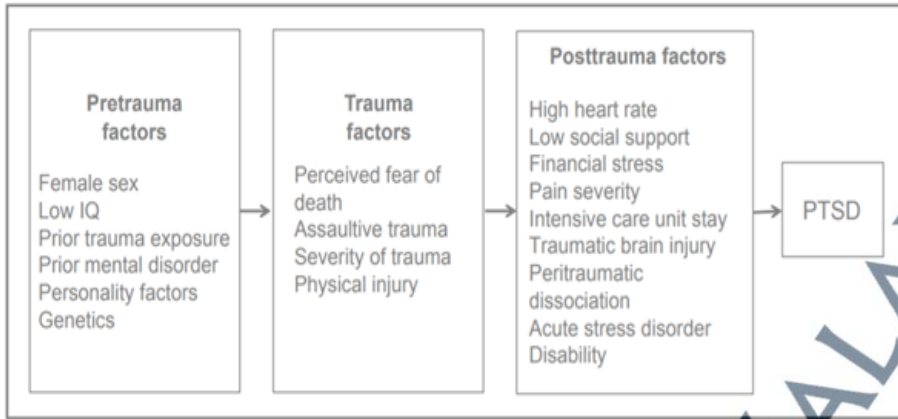 Pretrauma
factors
Female sex
Low IQ
Prior trauma exposure
Prior mental disorder
Personality factors
Genetics
Trauma
factors
Perceived fear of
death
Assaultive trauma
Severity of trauma
Physical injury
Posttrauma factors
High heart rate
Low social support
Financial stress
Pain severity
Intensive care unit stay
Traumatic brain injury
Peritraumatic
dissociation
Acute stress disorder
Disability
PTSD